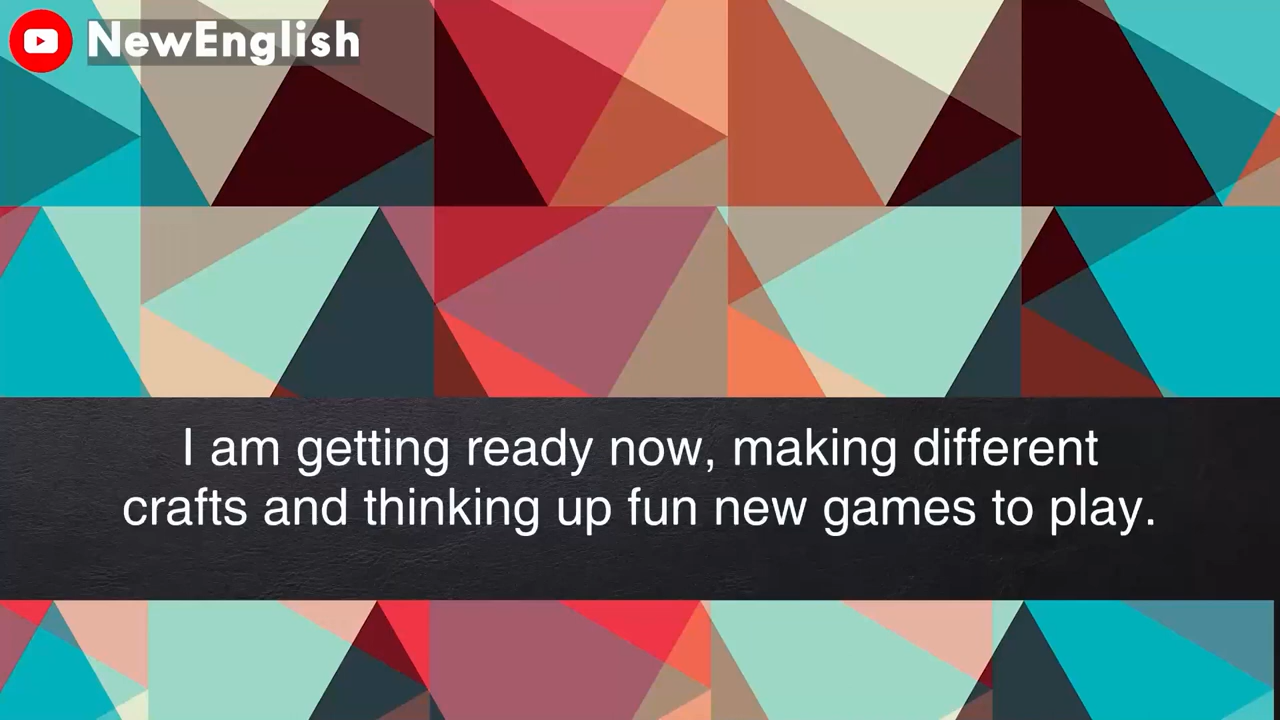 NewEnglish
I am getting ready now, making different
crafts and thinking up fun new games to play.